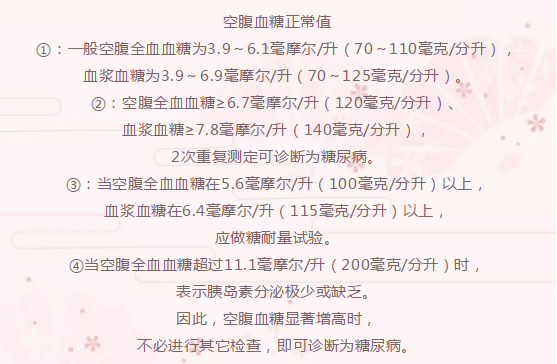 空腹血糖正常值
①：一般空腹全血血糖为3.9～6.1毫摩尔/升（70～110毫克/分升），
血浆血糖为3.9～6.9毫摩尔/升（70～125毫克/分升）。
②：空腹全血血糖≥6.7毫摩尔/升（120毫克/分升）、
血浆血糖≥7.8毫摩尔/升（140毫克/分升），
2次重复测定可诊断为糖尿病。
③：当空腹全血血糖在5.6毫摩尔/升（100毫克/分升）以上，
血浆血糖在6.4毫摩尔/升（115毫克/分升）以上，
应做糖耐量试验。
④当空腹全血血糖超过11.1毫摩尔/升（200毫克/分升）时，
表示胰岛素分泌极少或缺乏。
因此，空腹血糖显著增高时，
不必进行其它检查，即可诊断为糖尿病。